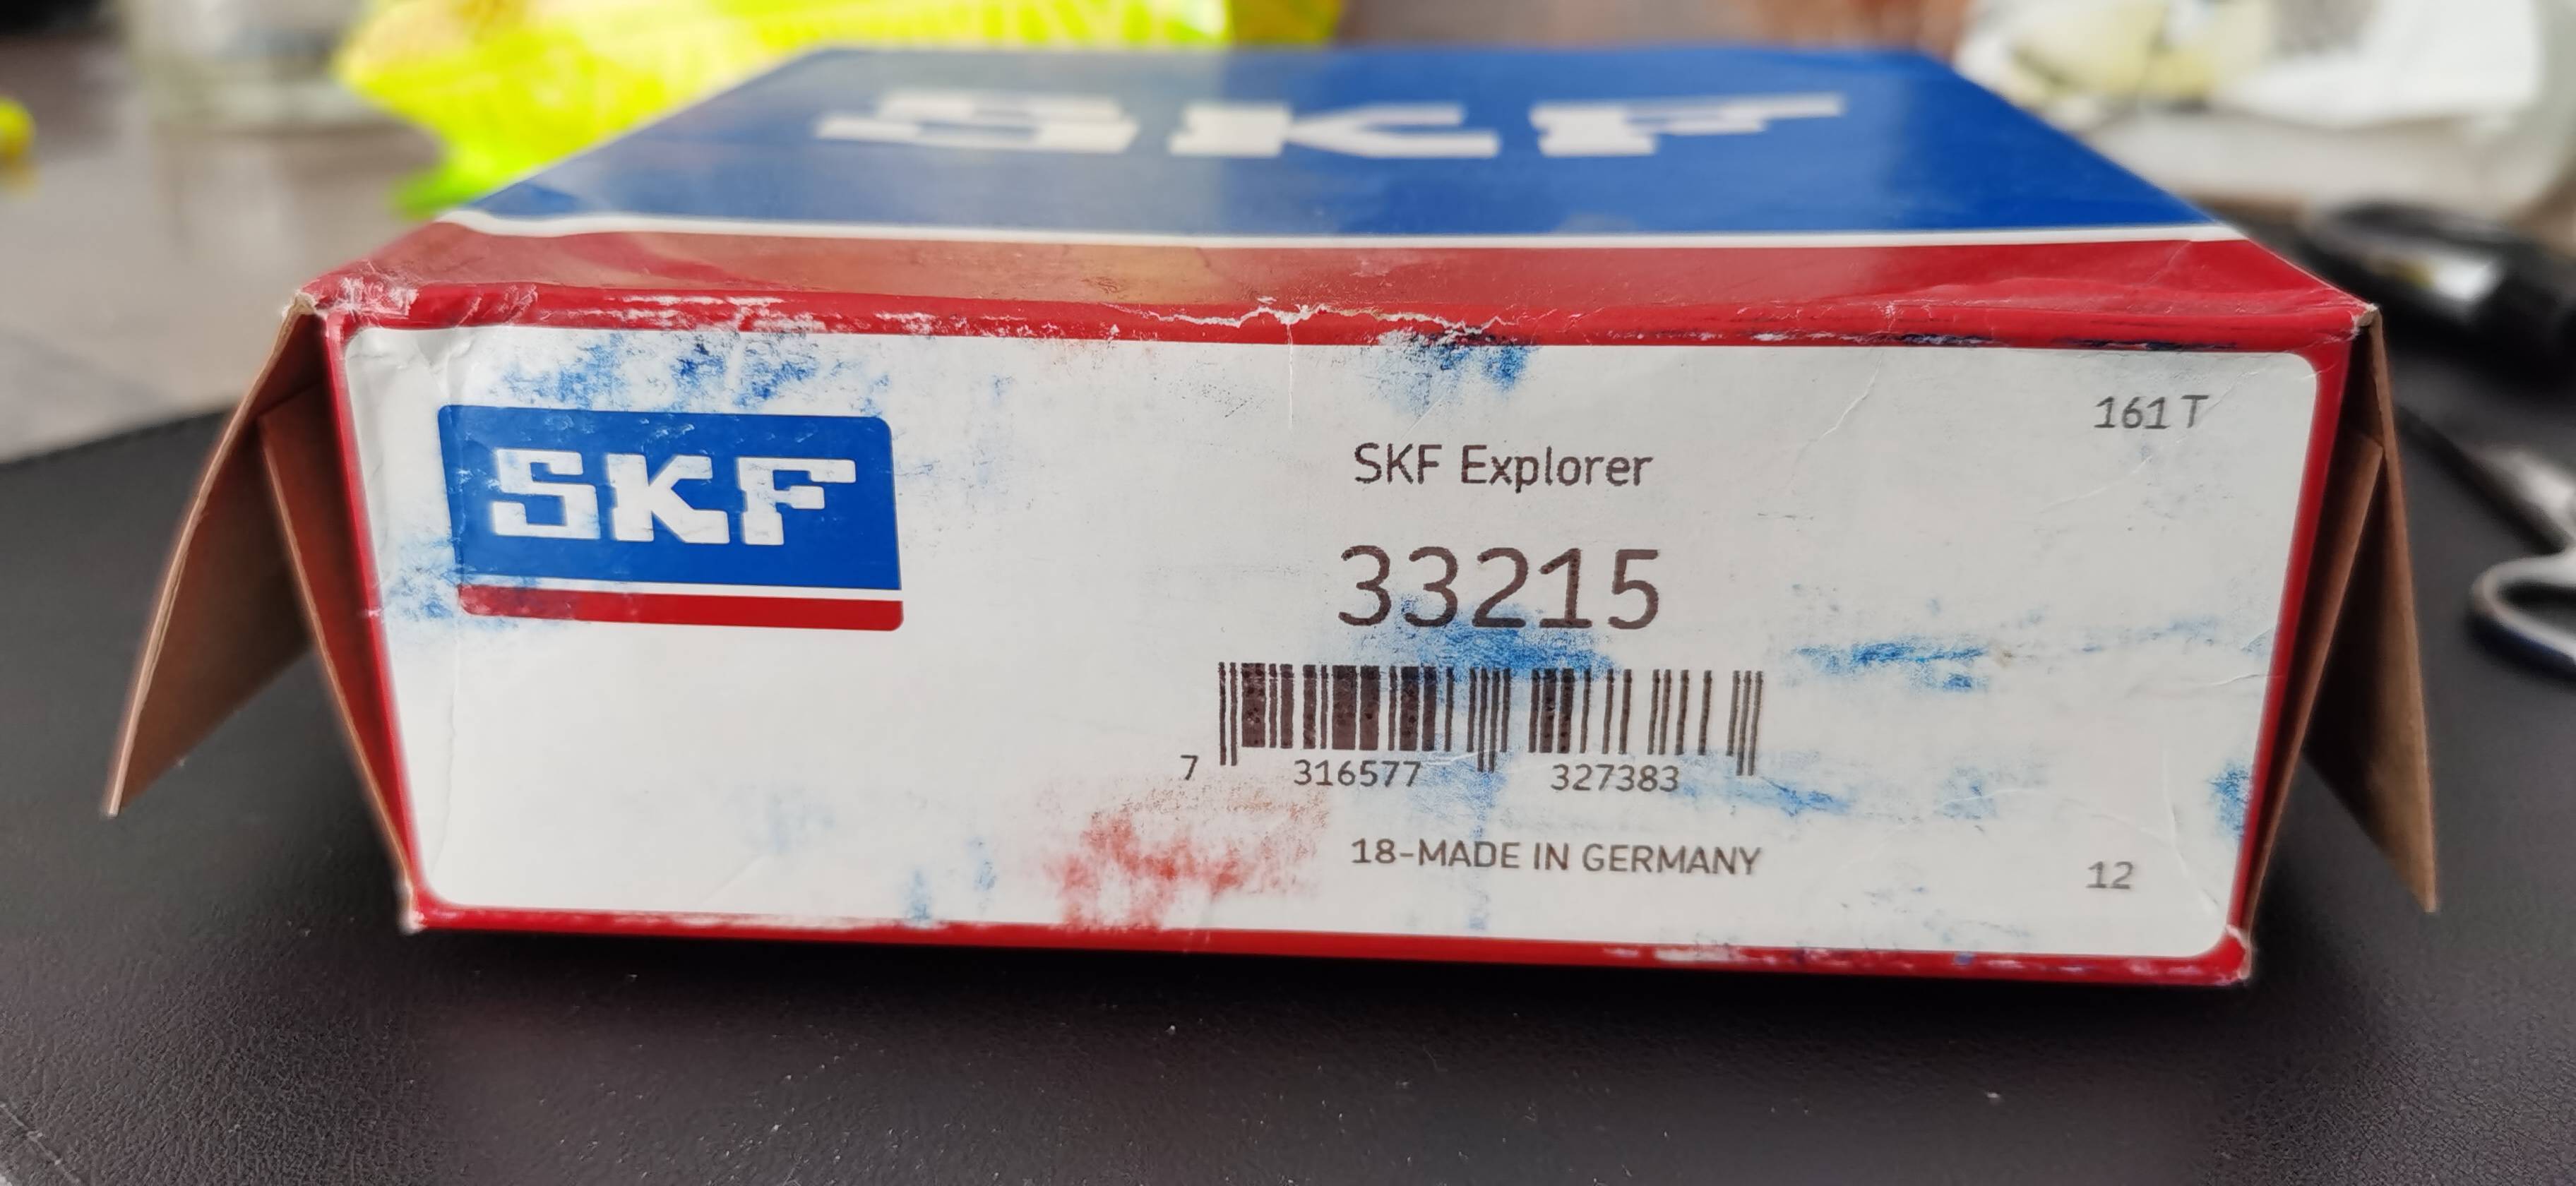 SKF
161 T
SKF
SKF Explorer
33215
7 316577 327383
18-MADE IN GERMANY
12